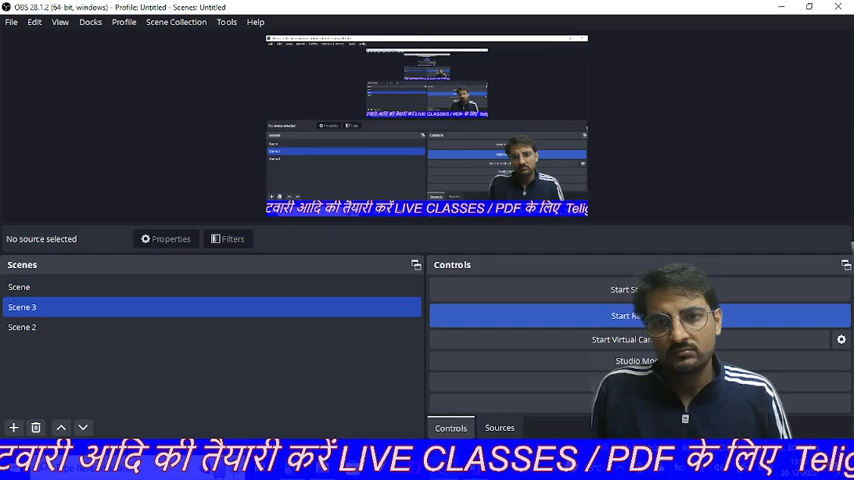 OBS 28.1.2 (64-bit, windows) - Profile: Untitled - Scenes: Untitled
File Edit View Docks Profile Scene Collection Tools Help
टवारी आदि की तैयारी करें LIVE CLASSES / PDF के लिए Telig
No source selected Properties Filters
Scenes
Scene
Scene 3
Scene 2
Controls
Start
Start
Start Virtual
Studio
Controls Sources
टवारी आदि की तैयारी करें LIVE CLASSES / PDF के लिए Telig